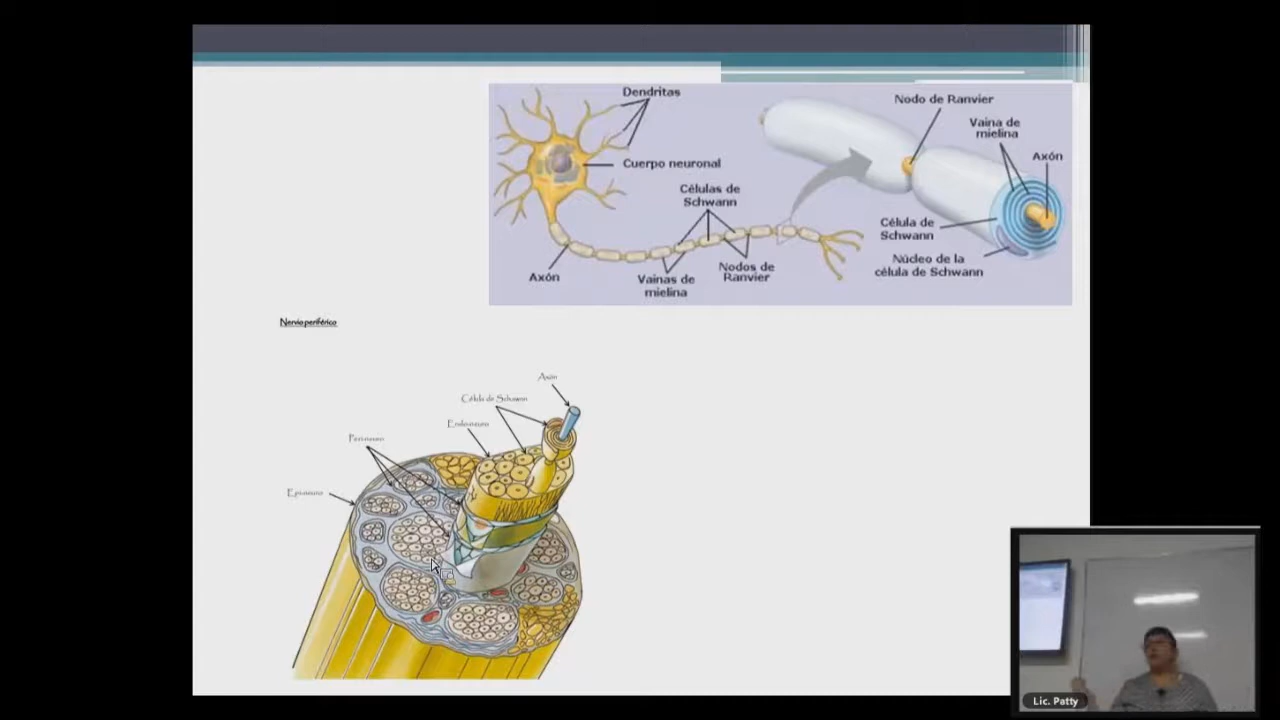 Dendritas
Nodo de Ranvier
Vaina de
mielina
Axón
Cuerpo neuronal
Células de
Schwann
Célula de
Schwann
Núcleo de la
célula de Schwann
Axón
Vainas de
mielina
Nodos de
Ranvier
Nervio periférico
Axón
Célula de Schwann
Endoneuro
Perineuro
Epineuro
Lic. Patty